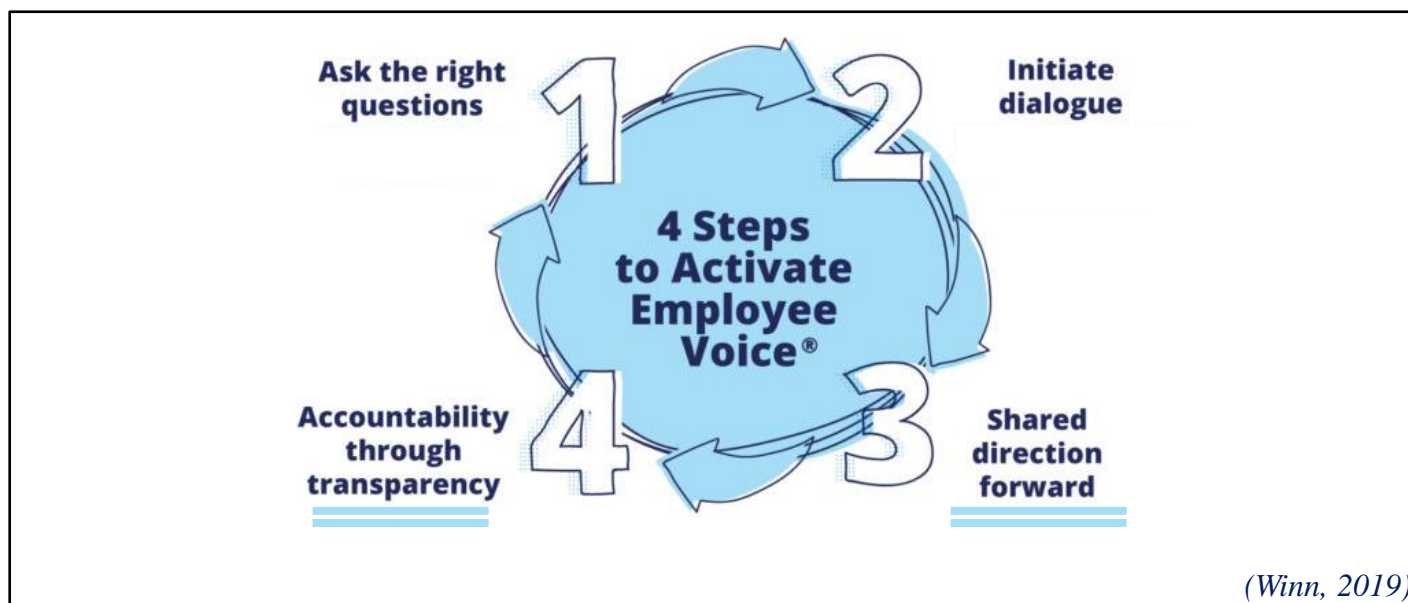 Ask the right
questions
1
2
Initiate
dialogue
4 Steps
to Activate
Employee
Voice®
Accountability
through
transparency
4
3
Shared
direction
forward
(Winn, 2019)